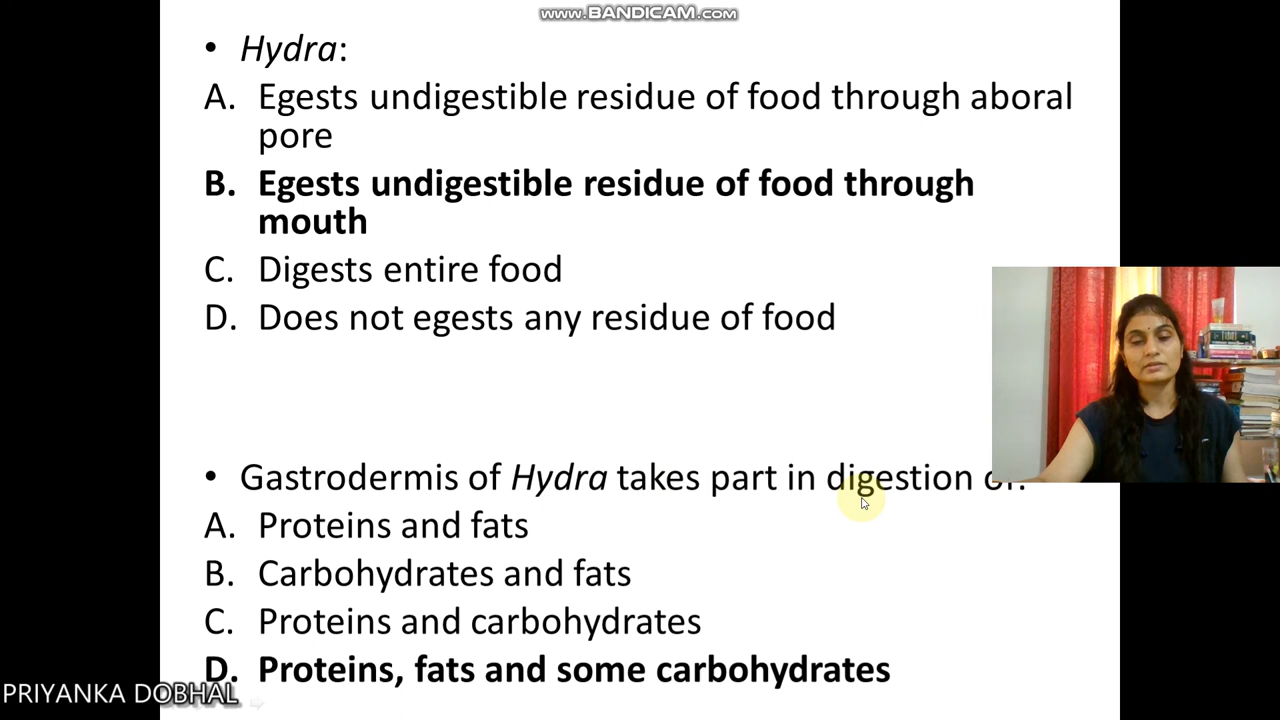 www.BANDICAM.com
• Hydra:
A. Egests undigestible residue of food through aboral
pore
B. Egests undigestible residue of food through
mouth
C. Digests entire food
D. Does not egests any residue of food
• Gastrodermis of Hydra takes part in digestion of:
A. Proteins and fats
B. Carbohydrates and fats
C. Proteins and carbohydrates
D. Proteins, fats and some carbohydrates
PRIYANKA DOBHAL